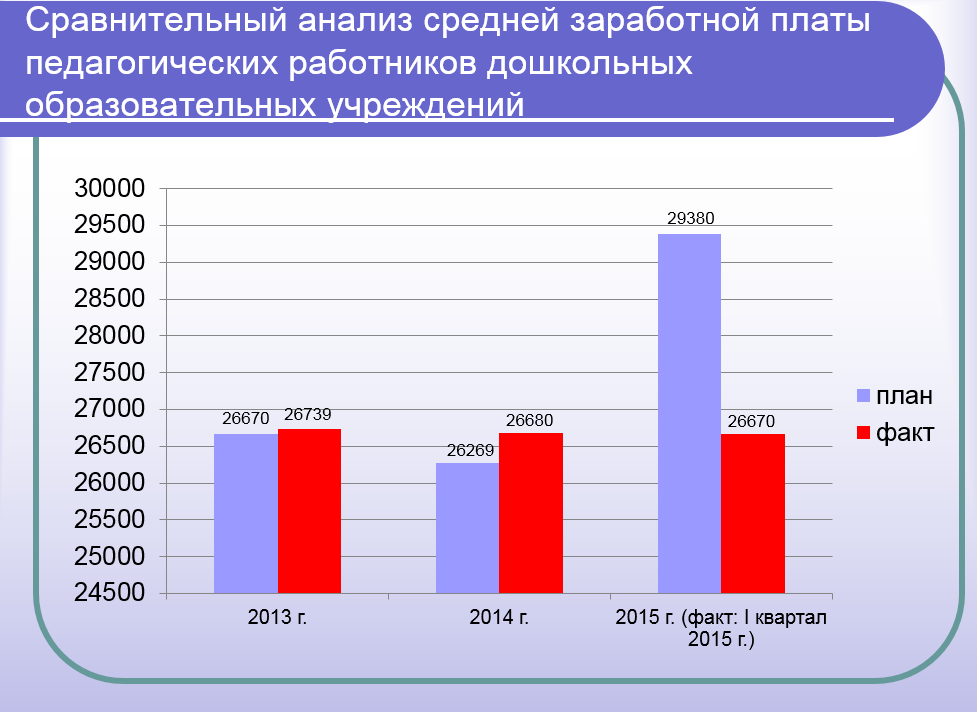 Сравнительный анализ средней заработной платы
педагогических работников дошкольных
образовательных учреждений
30000
29500
29000
28500
28000
27500
27000
26500
26000
25500
25000
24500
26670
26739
26269
26680
29380
26670
2013 г.
2014 г.
2015 г. (факт: I квартал
2015 г.)
план
факт